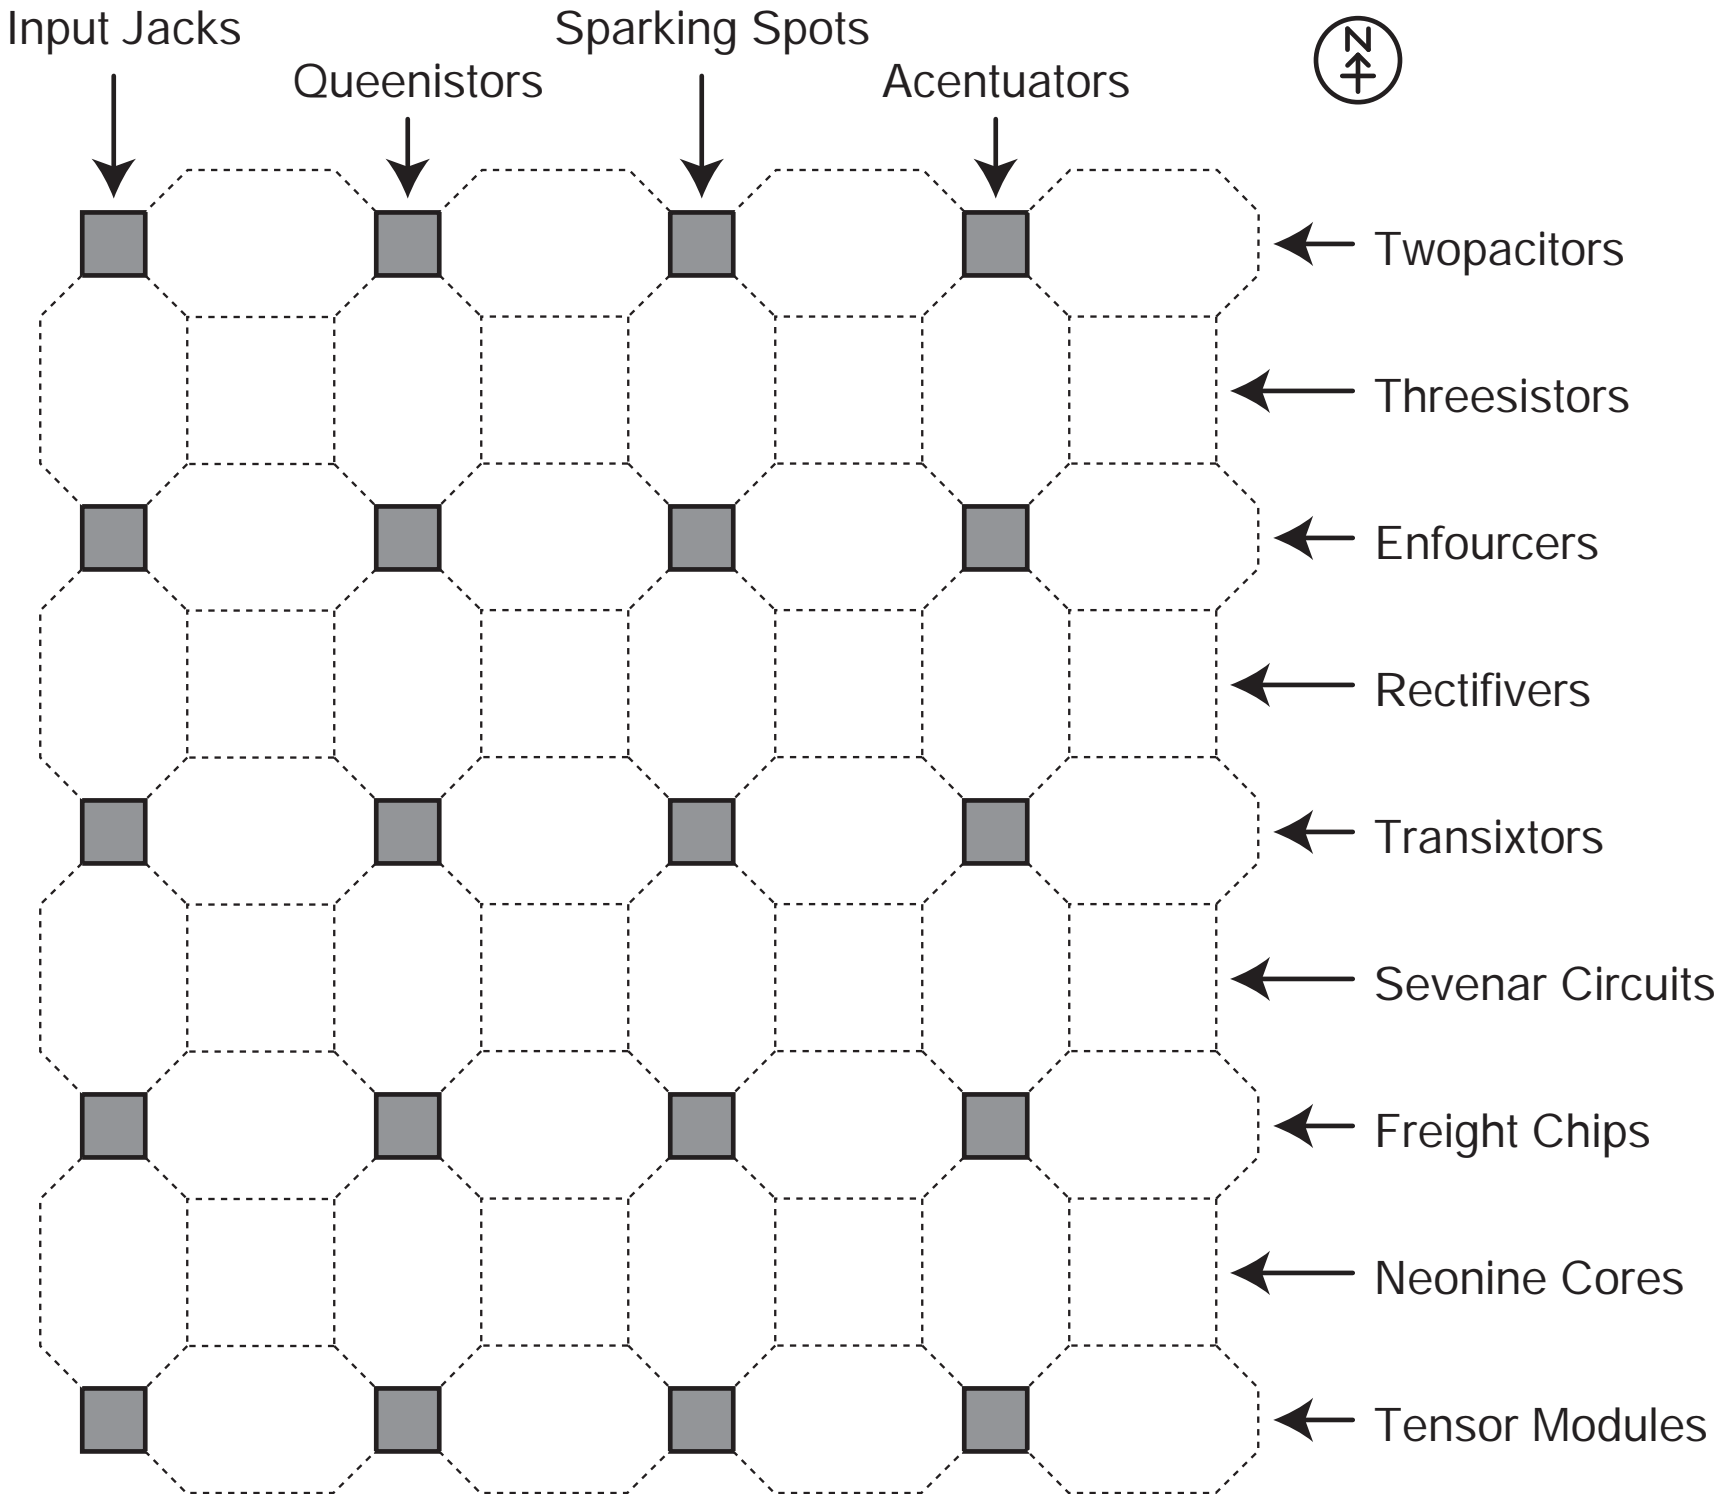 Input Jacks
Sparking Spots
N
Queenistors
Acentuators
Twopacitors
Threesistors
Enfourcers
Rectifivers
Transixtors
Sevenar Circuits
Freight Chips
Neonine Cores
Tensor Modules